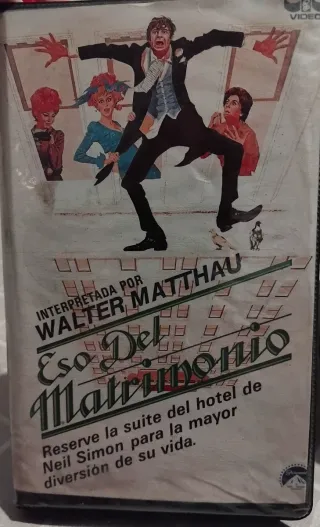 VIDEO
INTERPRETADA POR
WALTER MATTHAU
Eso Del
Matrimonio
Reserve la suite del hotel de
Neil Simon para la mayor
diversión de su vida.